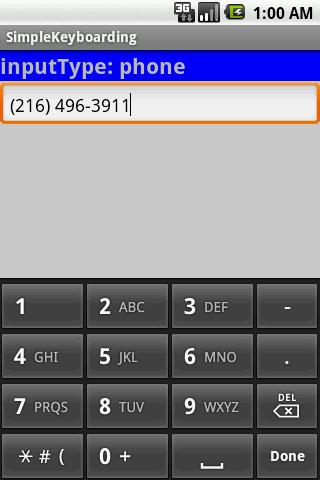 3G 1:00 AM
SimpleKeyboarding
inputType: phone
(216) 496-3911
1 2 ABC 3 DEF -
4 GHI 5 JKL 6 MNO .
7 PRQS 8 TUV 9 WXYZ DEL
* # ( 0 + Done